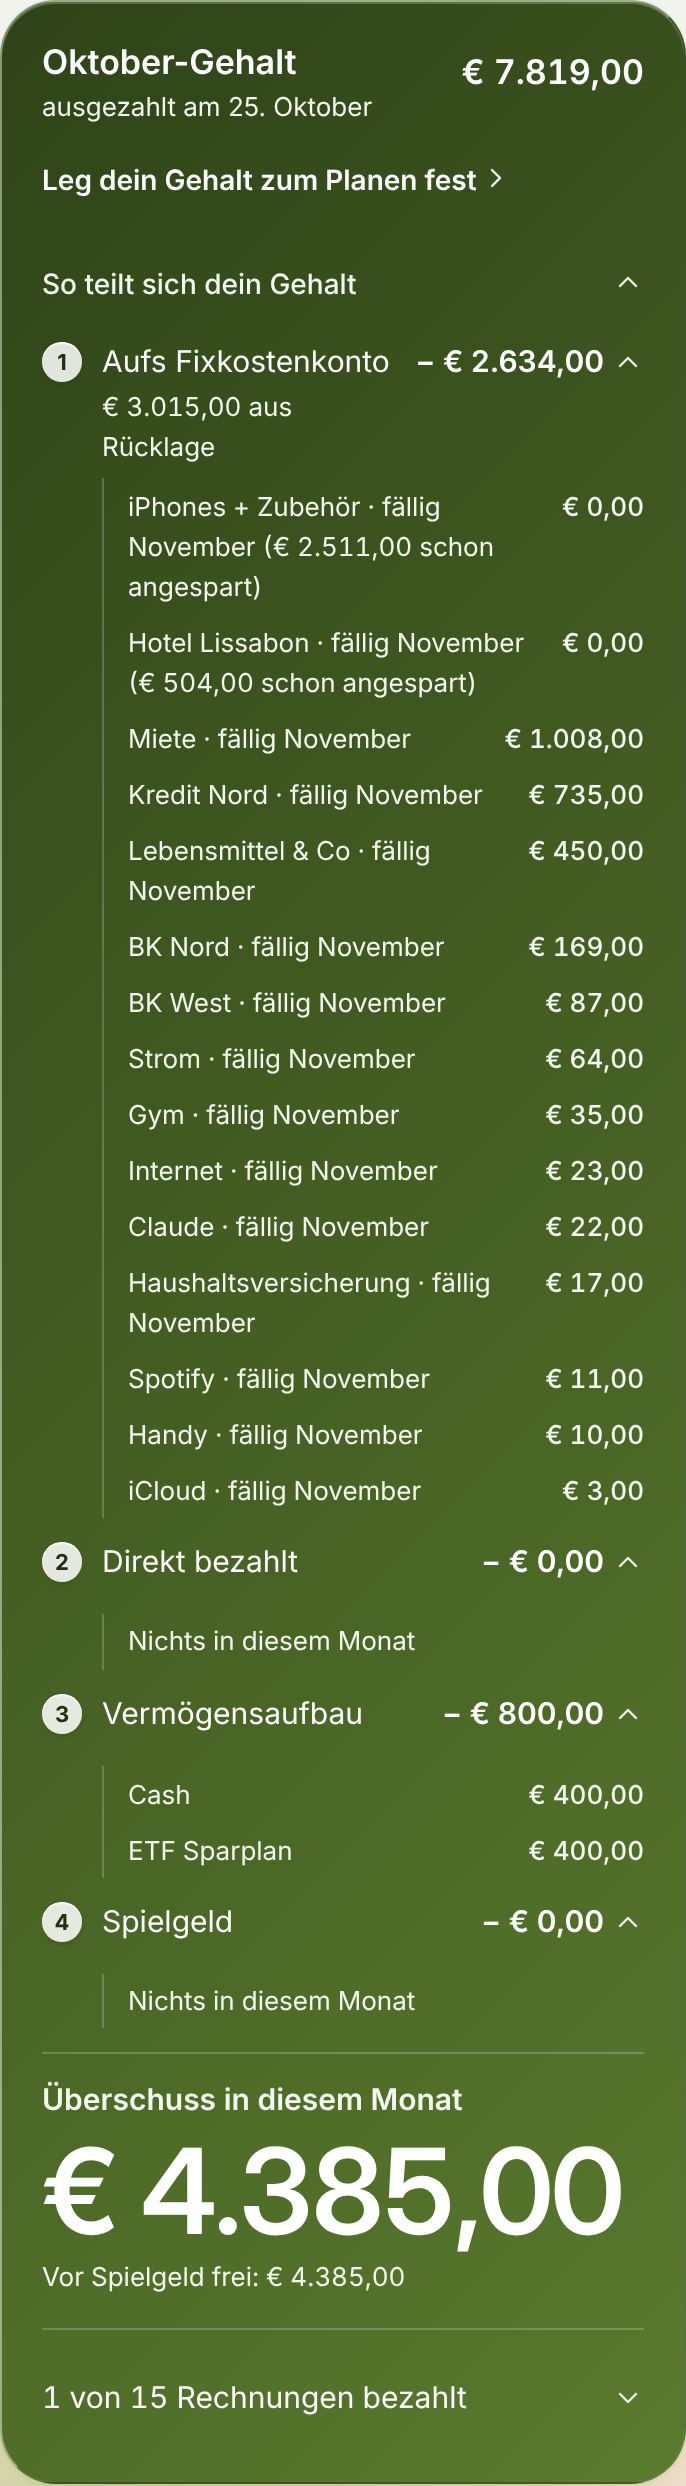 Oktober-Gehalt
€ 7.819,00
ausgezahlt am 25. Oktober
Leg dein Gehalt zum Planen fest
So teilt sich dein Gehalt
1 Aufs Fixkostenkonto – € 2.634,00
€ 3.015,00 aus
Rücklage
iPhones + Zubehör · fällig € 0,00
November (€ 2.511,00 schon
angespart)
Hotel Lissabon · fällig November € 0,00
(€ 504,00 schon angespart)
Miete · fällig November € 1.008,00
Kredit Nord · fällig November € 735,00
Lebensmittel & Co · fällig € 450,00
November
BK Nord · fällig November € 169,00
BK West · fällig November € 87,00
Strom · fällig November € 64,00
Gym · fällig November € 35,00
Internet · fällig November € 23,00
Claude · fällig November € 22,00
Haushaltsversicherung · fällig € 17,00
November
Spotify · fällig November € 11,00
Handy · fällig November € 10,00
iCloud · fällig November € 3,00
2 Direkt bezahlt – € 0,00
Nichts in diesem Monat
3 Vermögensaufbau – € 800,00
Cash € 400,00
ETF Sparplan € 400,00
4 Spielgeld – € 0,00
Nichts in diesem Monat
Überschuss in diesem Monat
€ 4.385,00
Vor Spielgeld frei: € 4.385,00
1 von 15 Rechnungen bezahlt